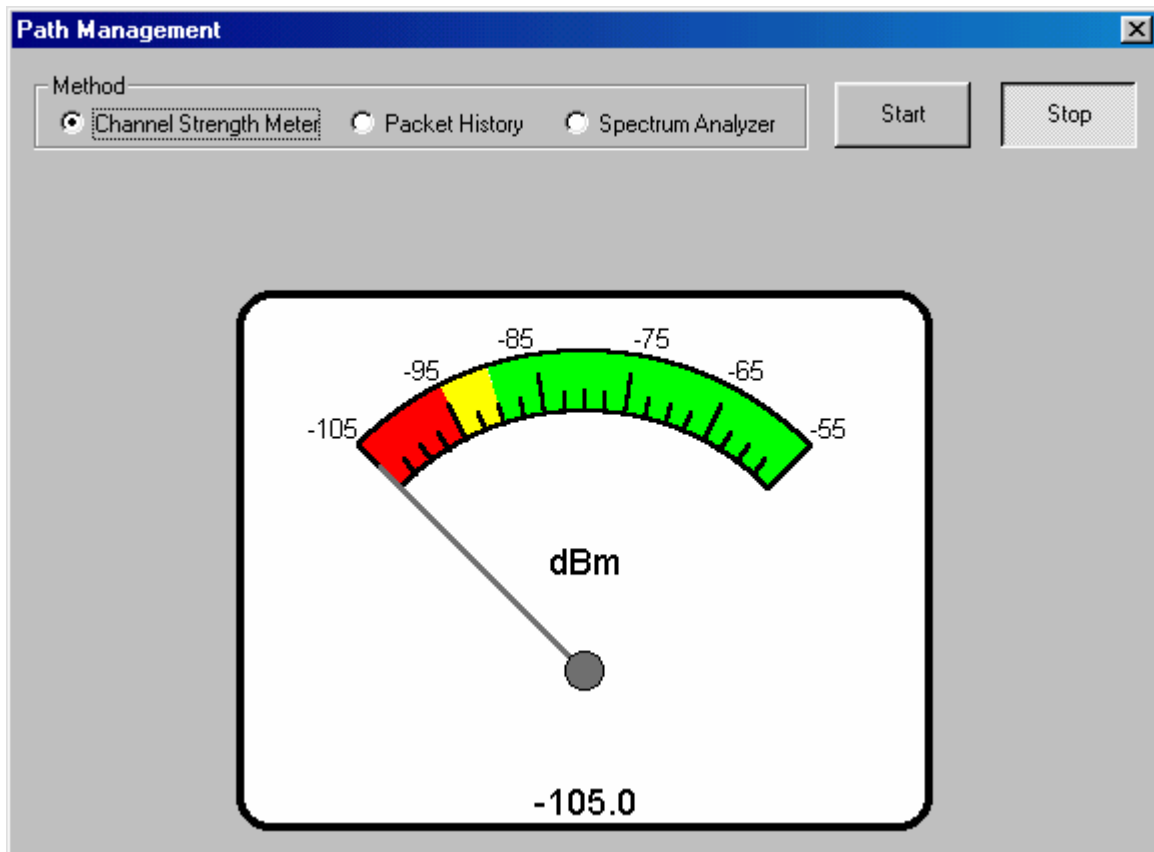 Path Management
Method
Channel Strength Meter Packet History Spectrum Analyzer
Start
Stop
-105
-95
-85
-75
-65
-55
dBm
-105.0